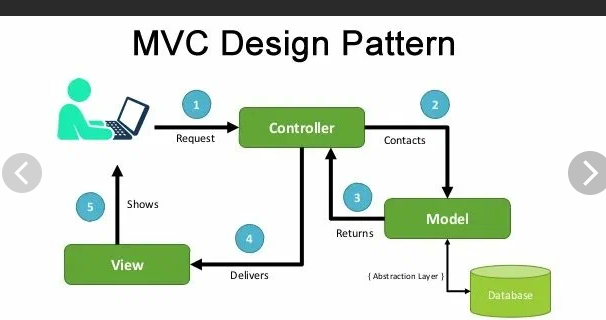 MVC Design Pattern
1
Request
Controller
2
Contacts
3
Returns
Model
5
Shows
4
Delivers
View
{ Abstraction Layer }
Database